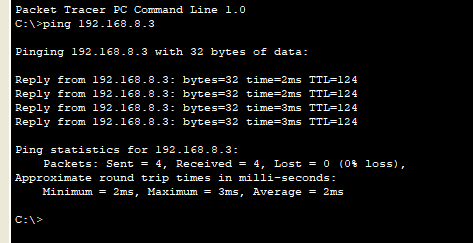 Packet Tracer PC Command Line 1.0
C:\>ping 192.168.8.3
Pinging 192.168.8.3 with 32 bytes of data:
Reply from 192.168.8.3: bytes=32 time=2ms TTL=124
Reply from 192.168.8.3: bytes=32 time=2ms TTL=124
Reply from 192.168.8.3: bytes=32 time=3ms TTL=124
Reply from 192.168.8.3: bytes=32 time=3ms TTL=124
Ping statistics for 192.168.8.3:
Packets: Sent = 4, Received = 4, Lost = 0 (0% loss),
Approximate round trip times in milli-seconds:
Minimum = 2ms, Maximum = 3ms, Average = 2ms
C:\>